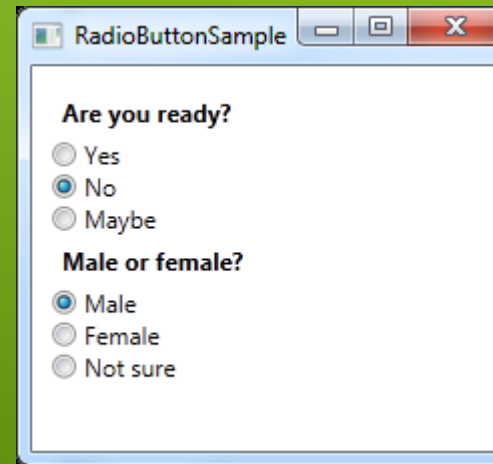 RadioButtonSample
Are you ready?
Yes
No
Maybe
Male or female?
Male
Female
Not sure